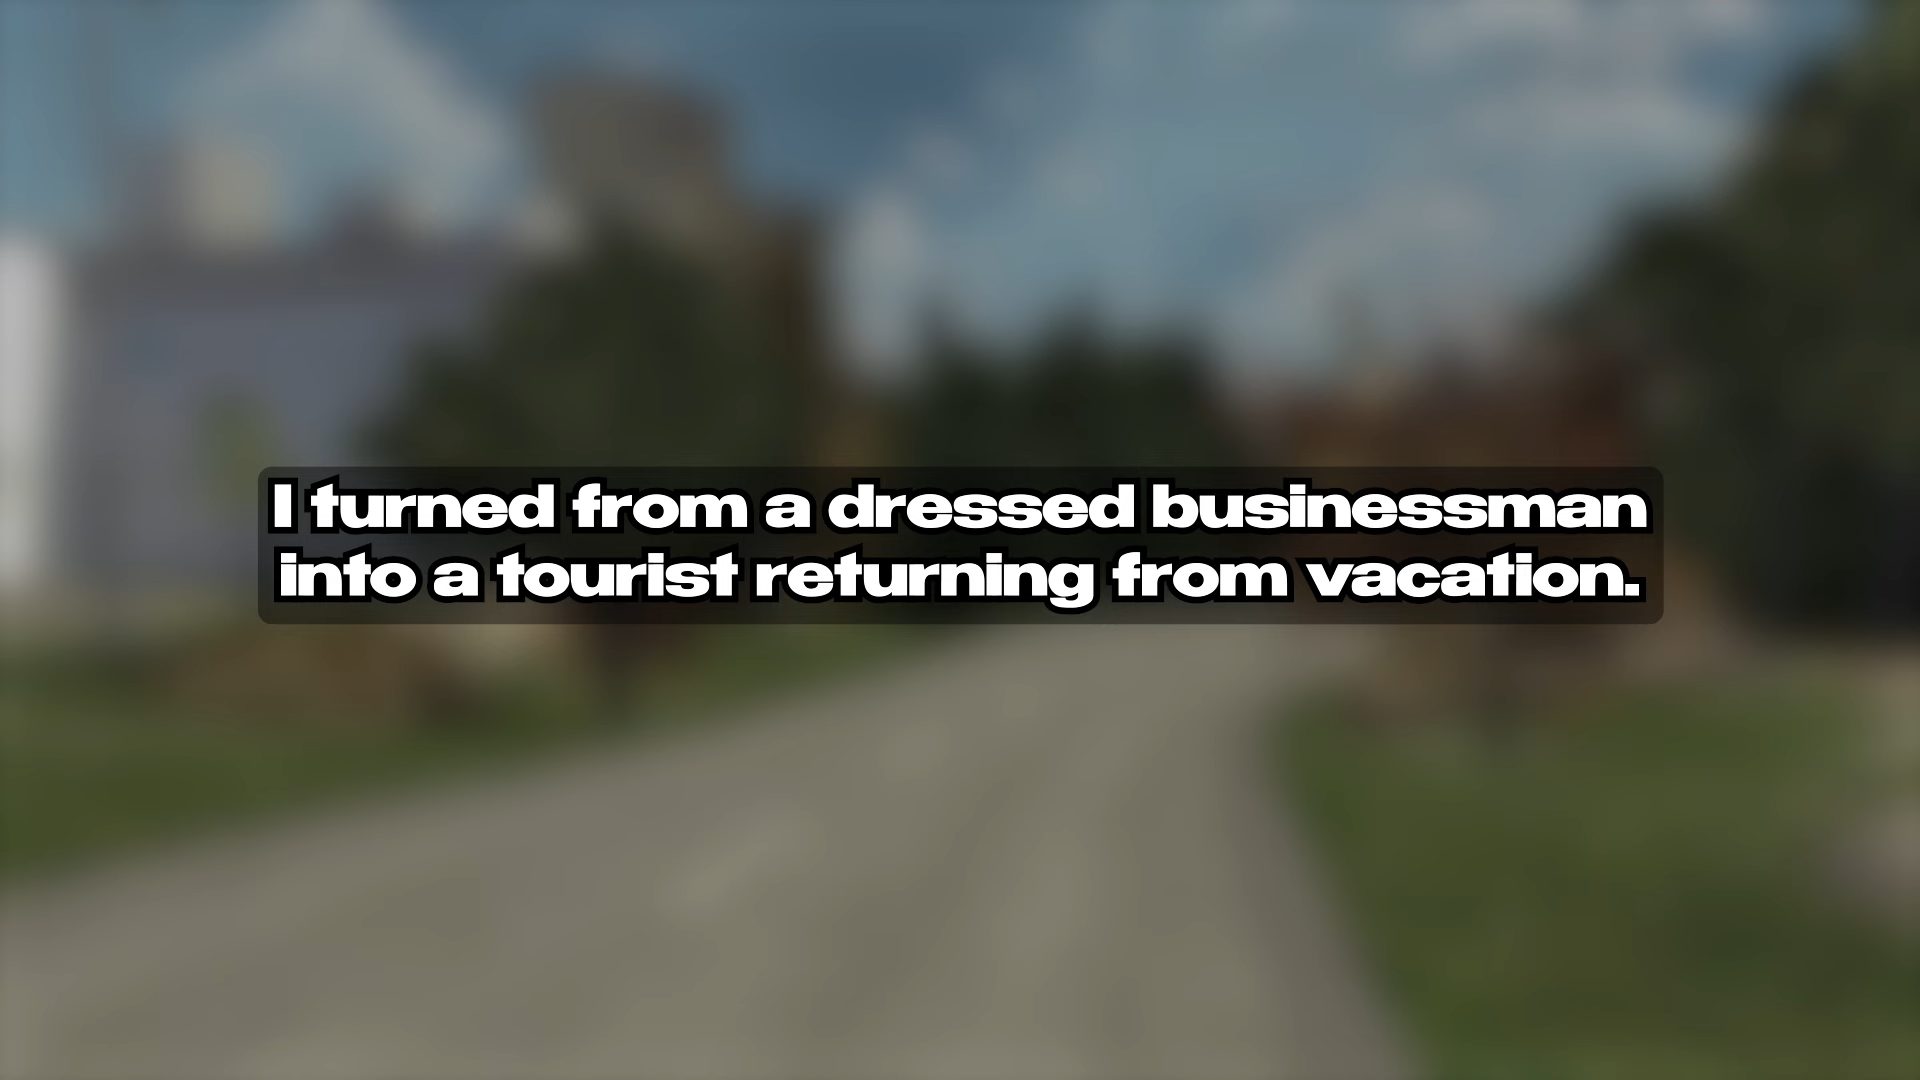 I turned from a dressed businessman
into a tourist returning from vacation.